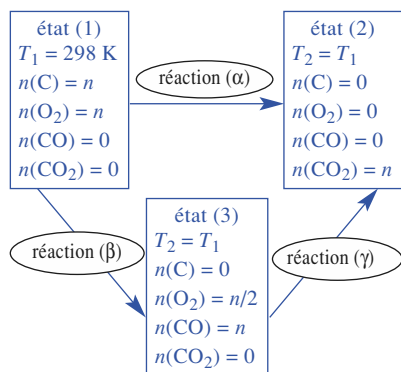 état (1)
T₁ = 298 K
n(C) = n
n(O₂) = n
n(CO) = 0
n(CO₂) = 0
réaction (α)
état (2)
T₂ = T₁
n(C) = 0
n(O₂) = 0
n(CO) = 0
n(CO₂) = n
réaction (β)
état (3)
T₂ = T₁
n(C) = 0
n(O₂) = n/2
n(CO) = n
n(CO₂) = 0
réaction (γ)